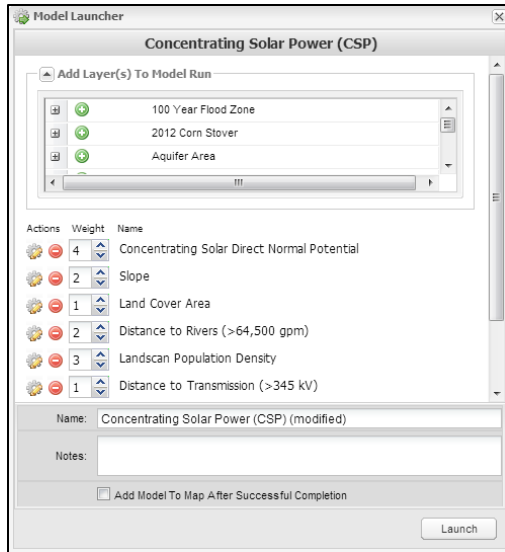 Model Launcher
Concentrating Solar Power (CSP)
Add Layer(s) To Model Run
100 Year Flood Zone
2012 Corn Stover
Aquifer Area
Actions Weight Name
4 Concentrating Solar Direct Normal Potential
2 Slope
1 Land Cover Area
2 Distance to Rivers (>64,500 gpm)
3 Landscan Population Density
1 Distance to Transmission (>345 kV)
Name: Concentrating Solar Power (CSP) (modified)
Notes:
Add Model To Map After Successful Completion
Launch